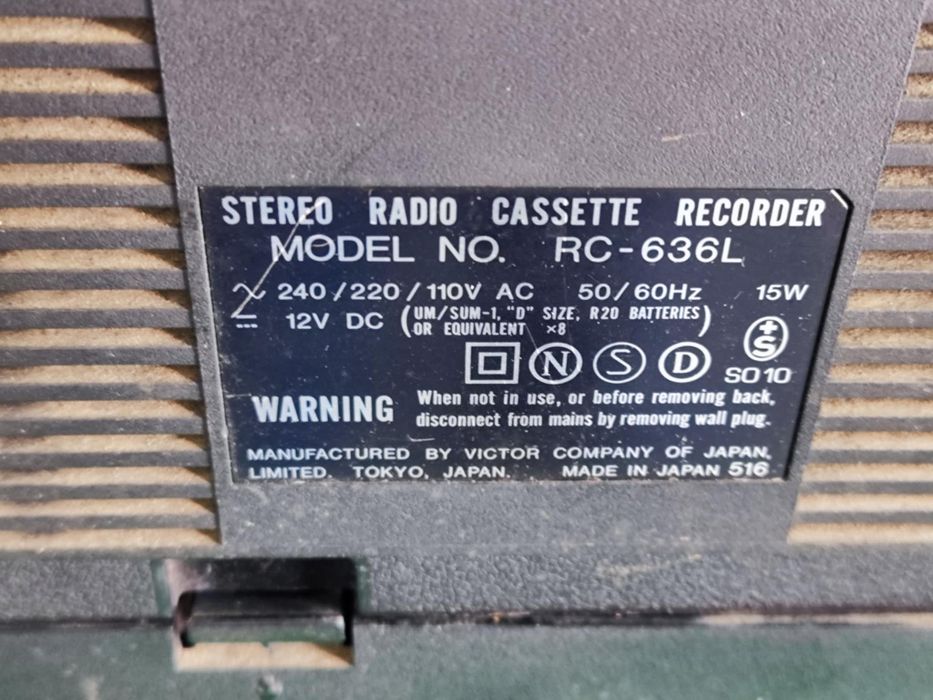 STEREO RADIO CASSETTE RECORDER
MODEL NO. RC-636L
~ 240/220/110V AC 50/60Hz 15W
⎓ 12V DC (UM/SUM-1, "D" SIZE, R20 BATTERIES
OR EQUIVALENT ×8)
N S D +S
SO10
WARNING When not in use, or before removing back,
disconnect from mains by removing wall plug.
MANUFACTURED BY VICTOR COMPANY OF JAPAN,
LIMITED. TOKYO, JAPAN. MADE IN JAPAN 516